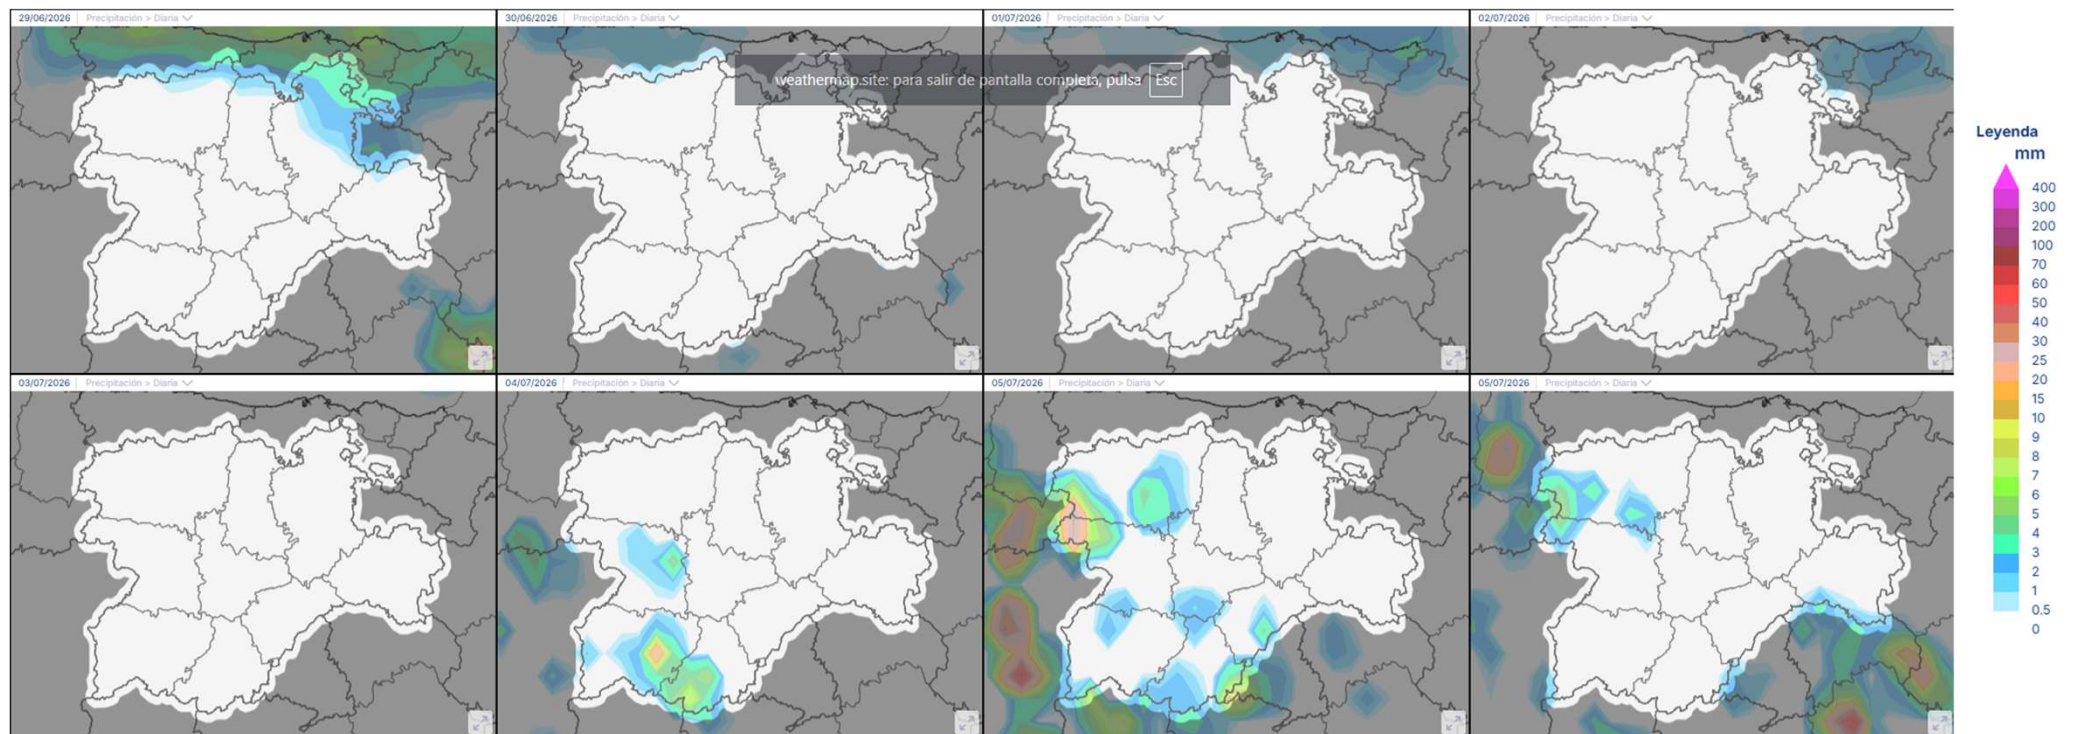 29/06/2026 Precipitación > Diaria
30/06/2026 Precipitación > Diaria
01/07/2026 Precipitación > Diaria
02/07/2026 Precipitación > Diaria
weathermap.site: para salir de pantalla completa, pulsa Esc
03/07/2026 Precipitación > Diaria
04/07/2026 Precipitación > Diaria
05/07/2026 Precipitación > Diaria
05/07/2026 Precipitación > Diaria
Leyenda
mm
400
300
200
100
70
60
50
40
30
25
20
15
10
9
8
7
6
5
4
3
2
1
0.5
0